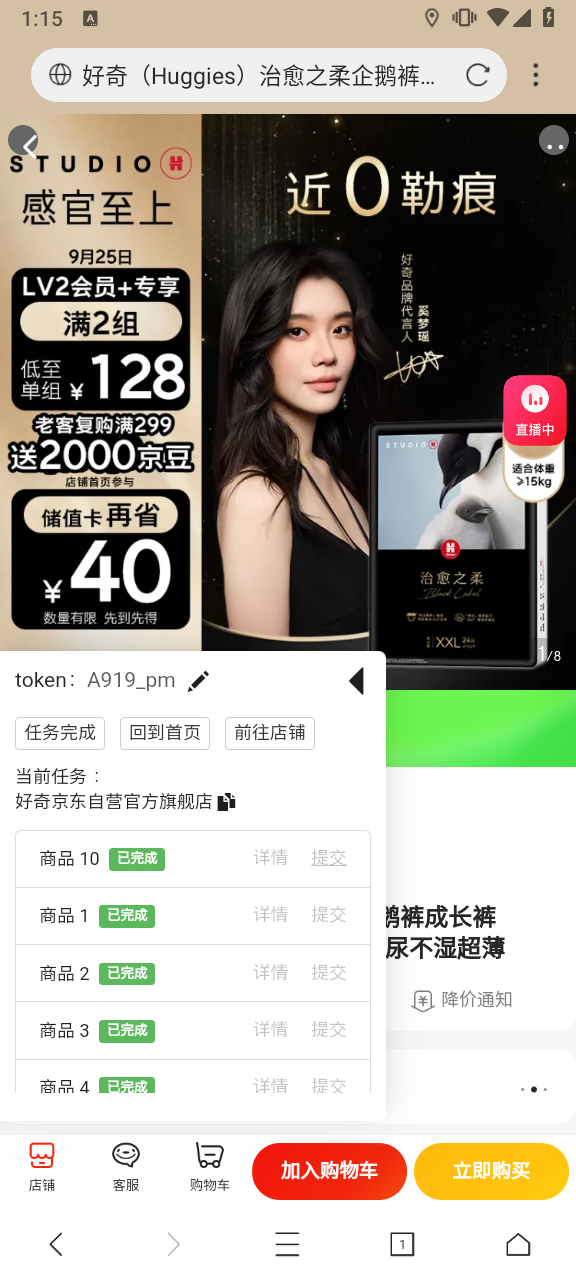 1:15 A
好奇（Huggies）治愈之柔企鹅裤...
STUDIO H
感官至上
近0勒痕
9月25日
LV2会员+专享
满2组
低至
单组 ¥128
老客复购满299
送2000京豆
店铺首页参与
储值卡再省
¥40
数量有限 先到先得
好奇品牌代言人
奚梦瑶
直播中
适合体重
≥15kg
STUDIO H
治愈之柔
Black Label
XXL 24片
1/8
token： A919_pm
任务完成 回到首页 前往店铺
当前任务：
好奇京东自营官方旗舰店
商品 10 已完成 详情 提交
商品 1 已完成 详情 提交
商品 2 已完成 详情 提交
商品 3 已完成 详情 提交
商品 4 已完成 详情 提交
鹅裤成长裤
尿不湿超薄
降价通知
店铺 客服 购物车 加入购物车 立即购买
1